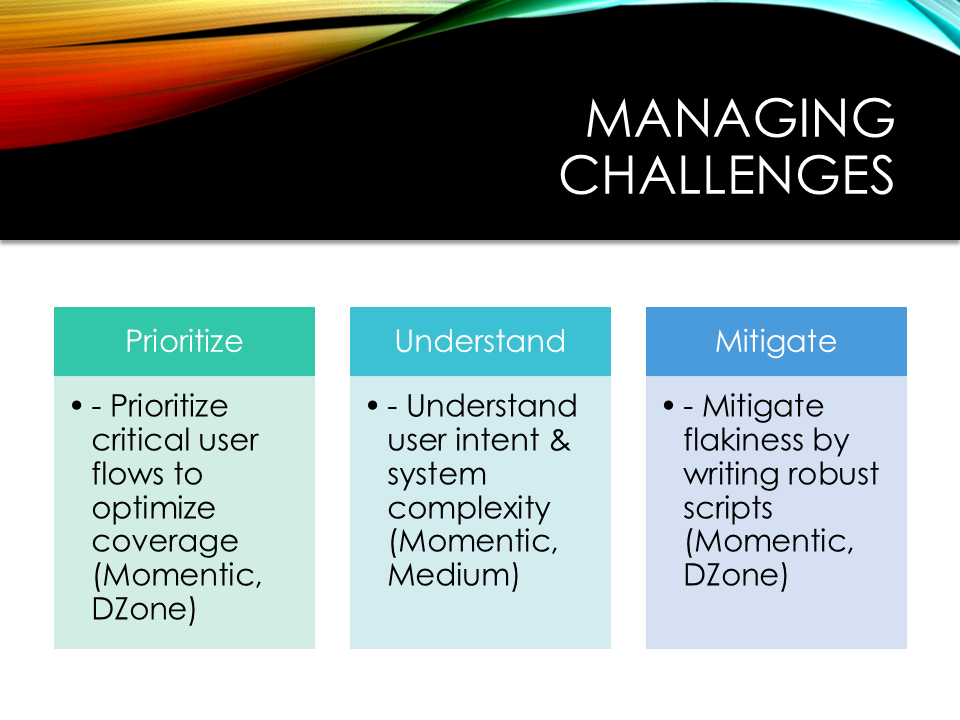 MANAGING
CHALLENGES
Prioritize
• - Prioritize
critical user
flows to
optimize
coverage
(Momentic,
DZone)
Understand
• - Understand
user intent &
system
complexity
(Momentic,
Medium)
Mitigate
• - Mitigate
flakiness by
writing robust
scripts
(Momentic,
DZone)